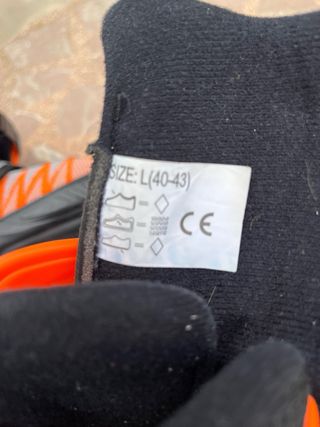 SIZE: L(40-43)
=
=
=
CE